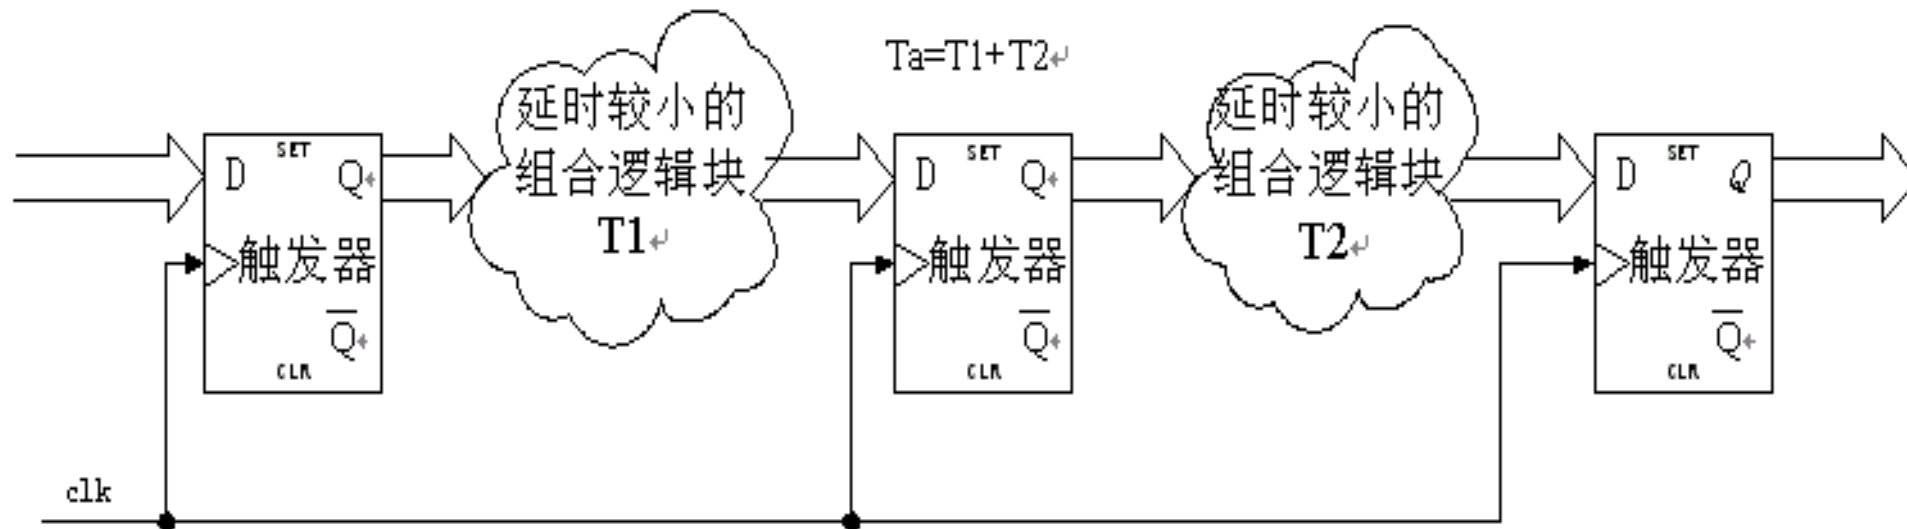 Ta=T1+T2↵
SET
D Q
触发器
Q̅
CLR
延时较小的
组合逻辑块
T1↵
SET
D Q
触发器
Q̅
CLR
延时较小的
组合逻辑块
T2↵
SET
D Q
触发器
Q̅
CLR
clk